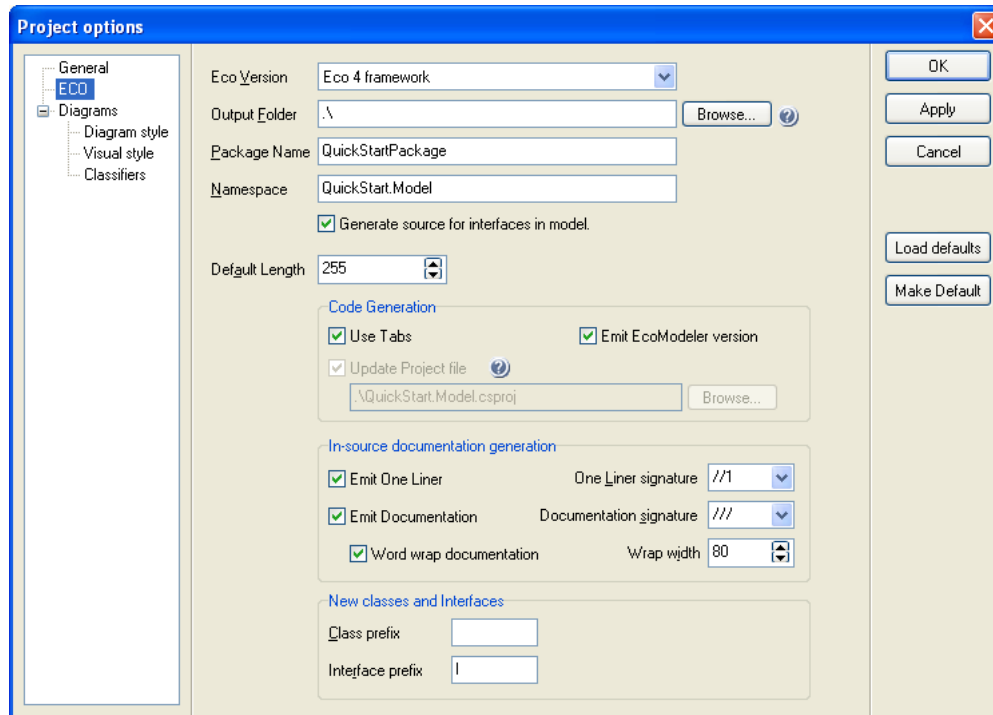 Project options
General
ECO
Diagrams
Diagram style
Visual style
Classifiers
Eco Version Eco 4 framework
Output Folder .\ Browse...
Package Name QuickStartPackage
Namespace QuickStart.Model
Generate source for interfaces in model.
Default Length 255
Code Generation
Use Tabs Emit EcoModeler version
Update Project file
.\QuickStart.Model.csproj Browse...
In-source documentation generation
Emit One Liner One Liner signature //1
Emit Documentation Documentation signature ///
Word wrap documentation Wrap width 80
New classes and Interfaces
Class prefix
Interface prefix I
OK
Apply
Cancel
Load defaults
Make Default